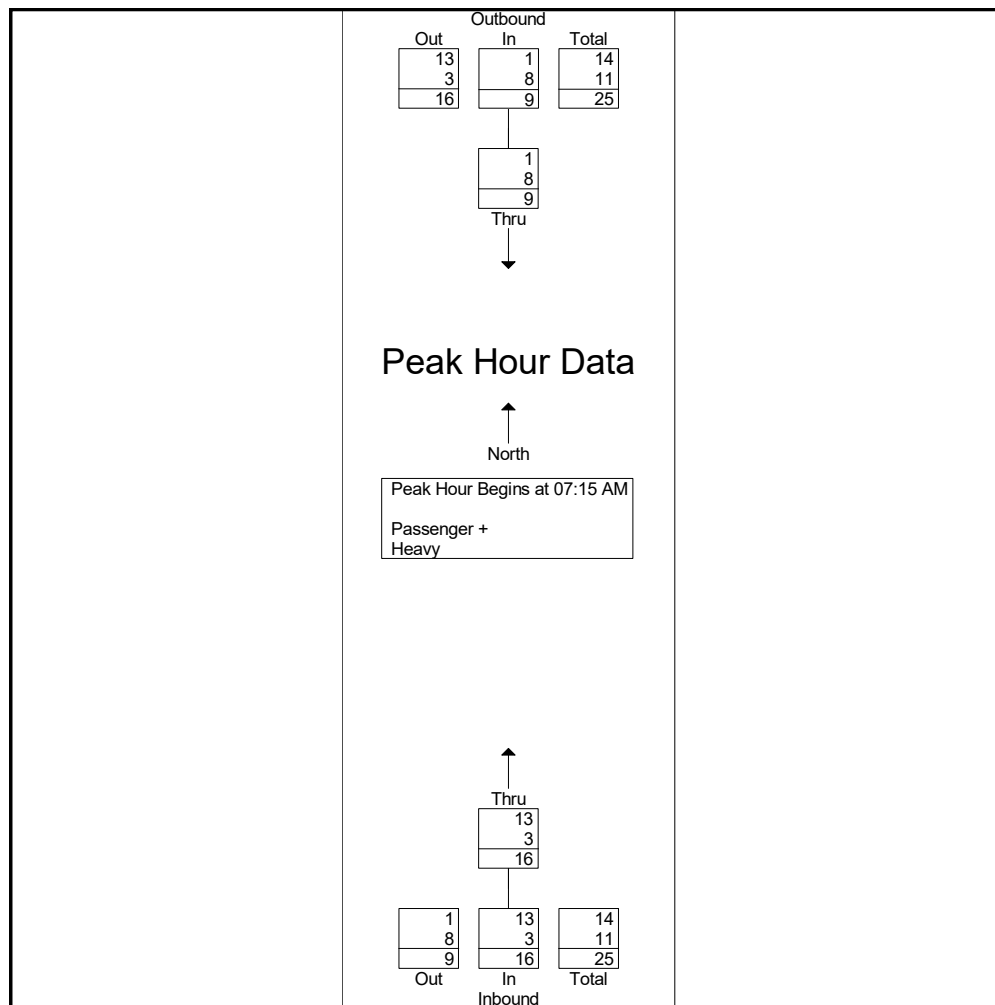 Outbound
Out In Total
13 1 14
3 8 11
16 9 25
1
8
9
Thru
Peak Hour Data
North
Peak Hour Begins at 07:15 AM
Passenger +
Heavy
Thru
13
3
16
1 13 14
8 3 11
9 16 25
Out In Total
Inbound